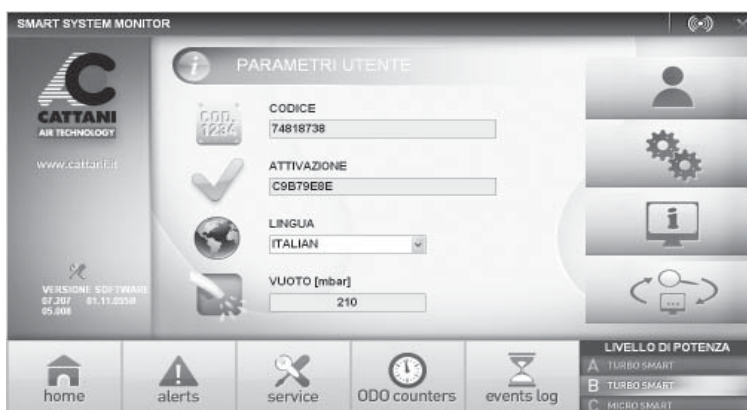 SMART SYSTEM MONITOR
AC
CATTANI
AIR TECHNOLOGY
www.cattani.it
PARAMETRI UTENTE
COD.
1234
CODICE
74818738
ATTIVAZIONE
C9B79E8E
LINGUA
ITALIAN
VUOTO [mbar]
210
VERSIONE SOFTWARE
07.207 01.11.0550
05.008
home
alerts
service
ODO counters
events log
LIVELLO DI POTENZA
A TURBO SMART
B TURBO SMART
C MICRO SMART